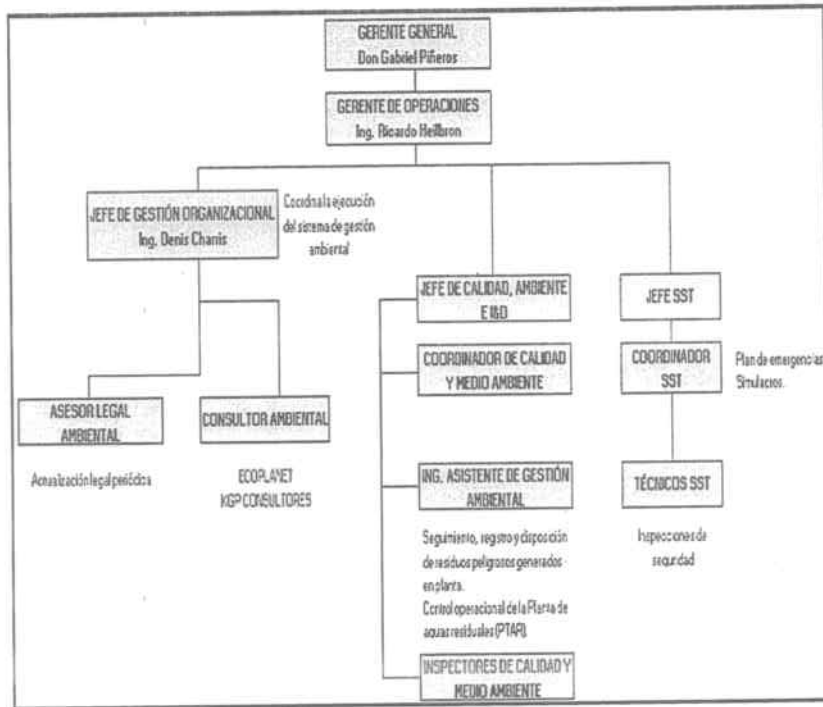 GERENTE GENERAL
Don Gabriel Piñeros
GERENTE DE OPERACIONES
Ing. Ricardo Heilbron
JEFE DE GESTIÓN ORGANIZACIONAL
Ing. Denis Charris
Coordina la ejecución
del sistema de gestión
ambiental
ASESOR LEGAL
AMBIENTAL
Actualización legal periódica
CONSULTOR AMBIENTAL
ECOPLANET
KGP CONSULTORES
JEFE DE CALIDAD, AMBIENTE
E I&D
COORDINADOR DE CALIDAD
Y MEDIO AMBIENTE
ING. ASISTENTE DE GESTIÓN
AMBIENTAL
Seguimiento, registro y disposición
de residuos peligrosos generados
en planta.
Control operacional de la Planta de
aguas residuales (PTAR).
INSPECTORES DE CALIDAD Y
MEDIO AMBIENTE
JEFE SST
COORDINADOR
SST
Plan de emergencias
Simulacros.
TÉCNICOS SST
Inspecciones de
seguridad